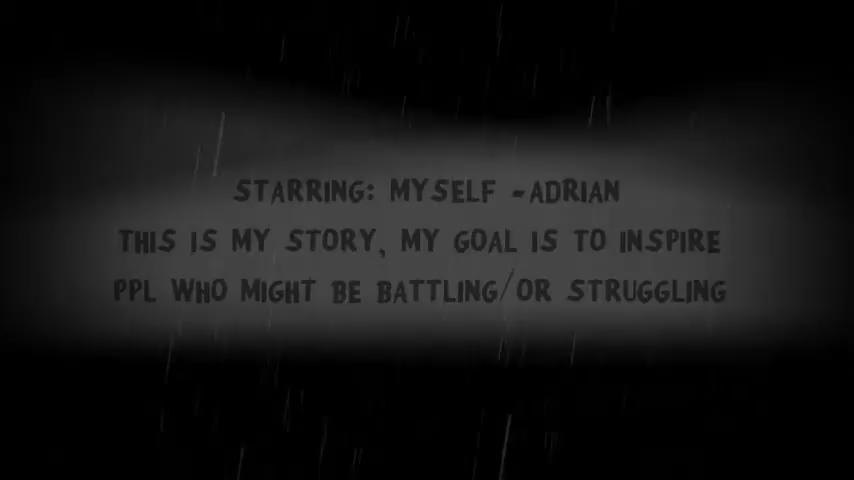 STARRING: MYSELF -ADRIAN
THIS IS MY STORY, MY GOAL IS TO INSPIRE
PPL WHO MIGHT BE BATTLING/OR STRUGGLING